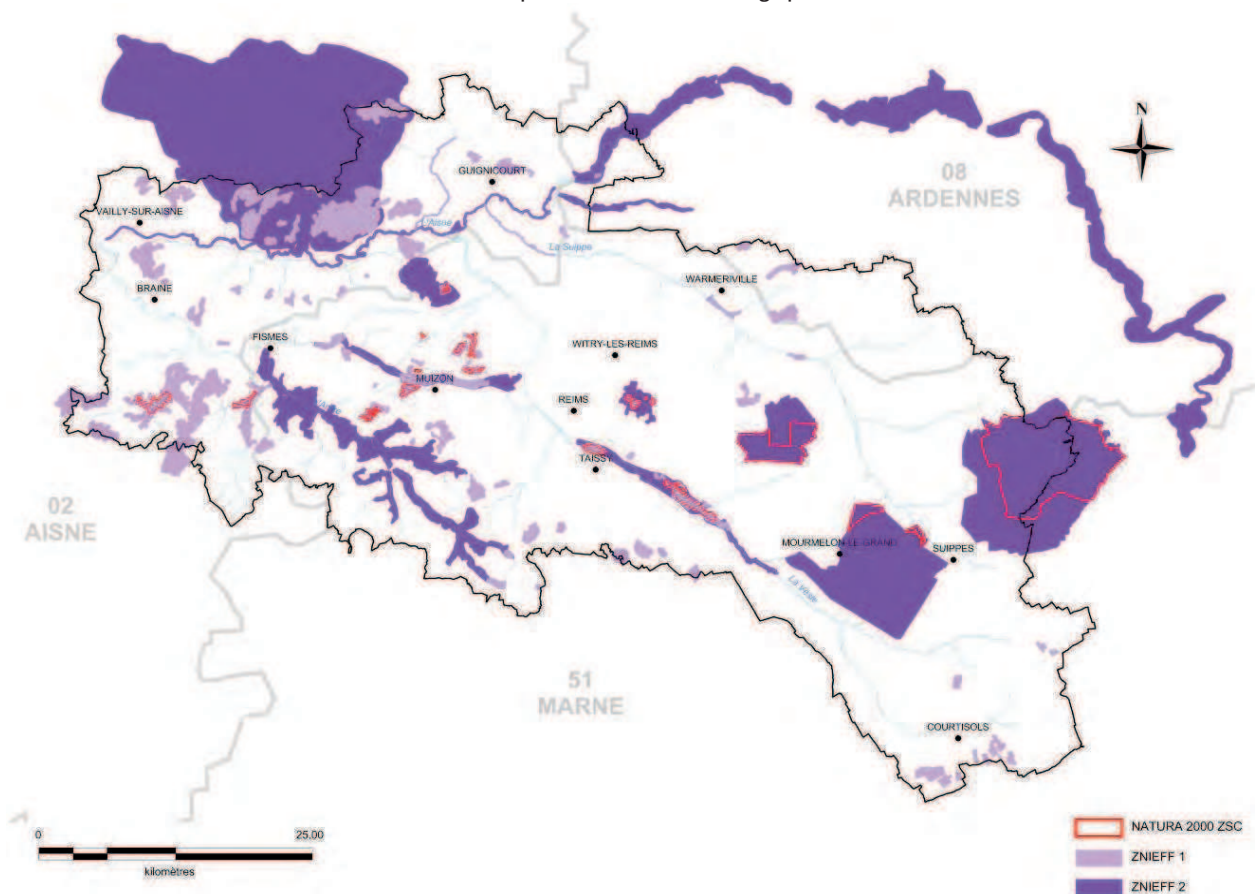 N
08
ARDENNES
GUIGNICOURT
VAILLY-SUR-AISNE
L'Aisne
La Suippe
BRAINE
WARMERIVILLE
FISMES
WITRY-LES-REIMS
MUIZON
REIMS
TAISSY
02
AISNE
MOURMELON-LE-GRAND
SUIPPES
La Vesle
51
MARNE
COURTISOLS
0 25,00
kilomètres
NATURA 2000 ZSC
ZNIEFF 1
ZNIEFF 2